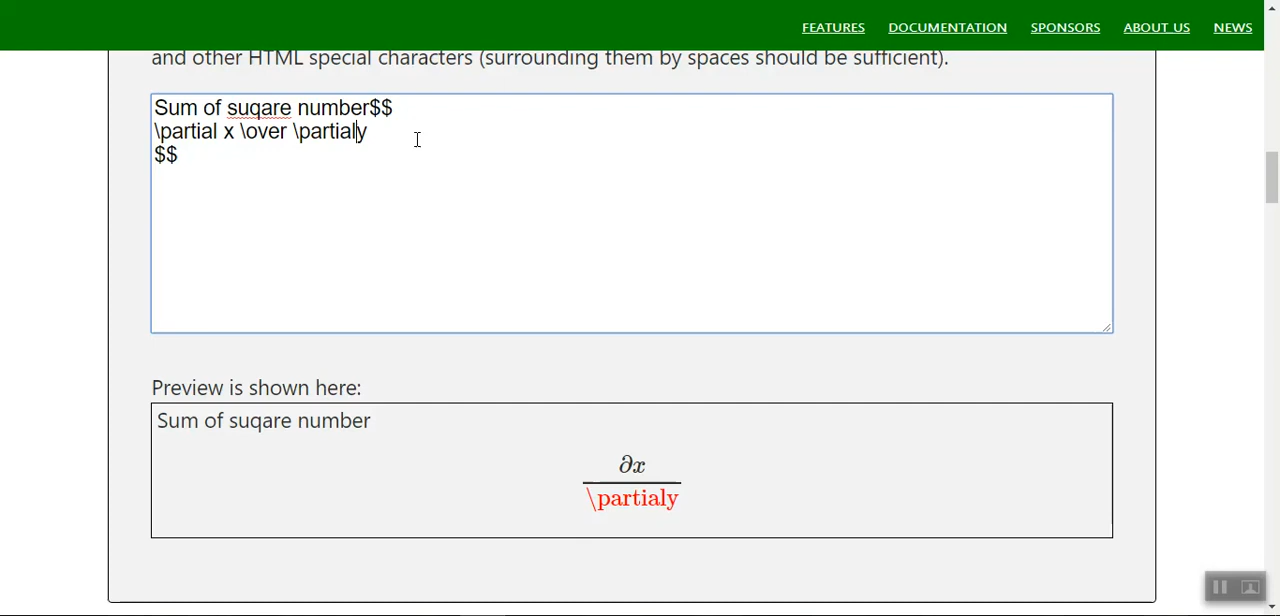 FEATURES DOCUMENTATION SPONSORS ABOUT US NEWS
and other HTML special characters (surrounding them by spaces should be sufficient).
Sum of suqare number$$
\partial x \over \partialy
$$
Preview is shown here:
Sum of suqare number
∂x
\partialy